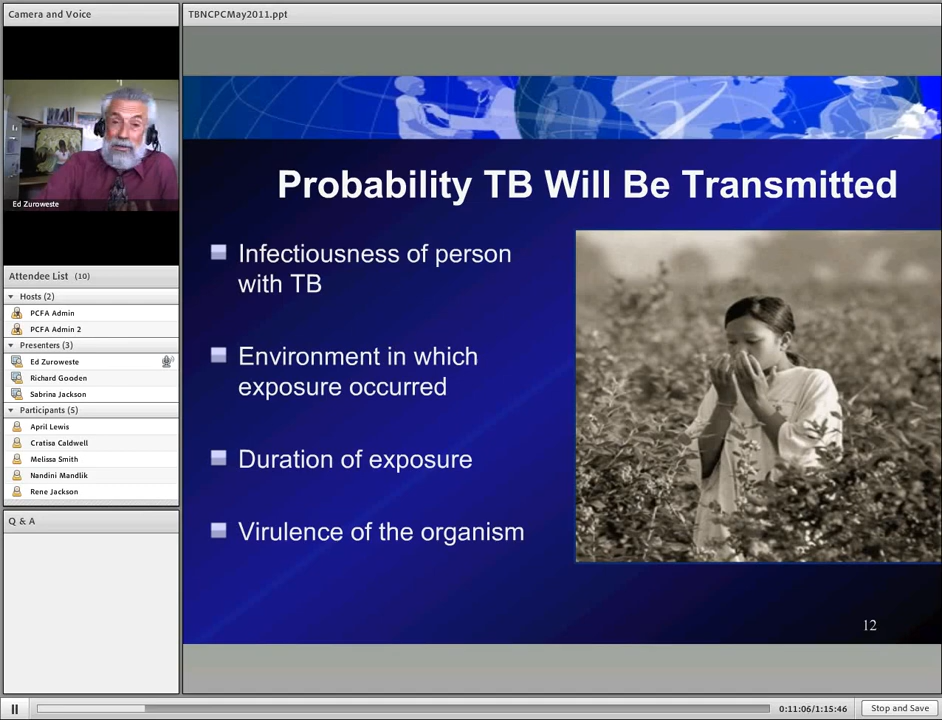 Camera and Voice
Ed Zuroweste
Attendee List (10)
Hosts (2)
PCFA Admin
PCFA Admin 2
Presenters (3)
Ed Zuroweste
Richard Gooden
Sabrina Jackson
Participants (5)
April Lewis
Cratisa Caldwell
Melissa Smith
Nandini Mandlik
Rene Jackson
Q & A
TBNCPCMay2011.ppt
Probability TB Will Be Transmitted
Infectiousness of person
with TB
Environment in which
exposure occurred
Duration of exposure
Virulence of the organism
12
0:11:06/1:15:46
Stop and Save